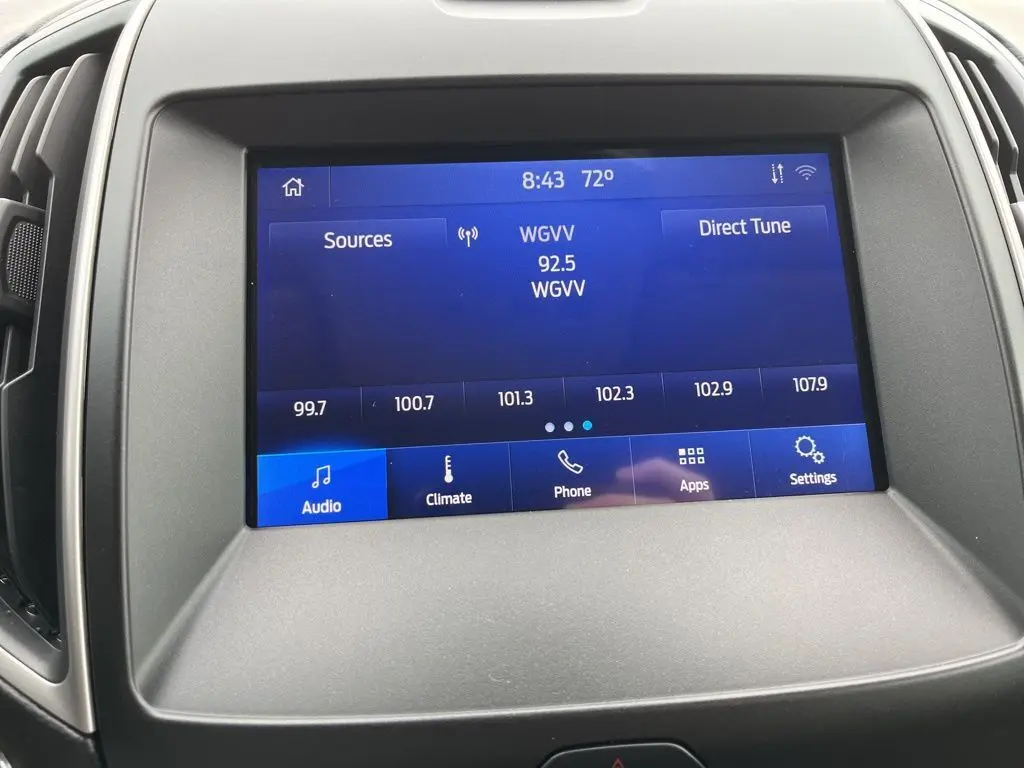 8:43 72º
Sources
WGVV
Direct Tune
92.5
WGVV
99.7 100.7 101.3 102.3 102.9 107.9
Audio Climate Phone Apps Settings